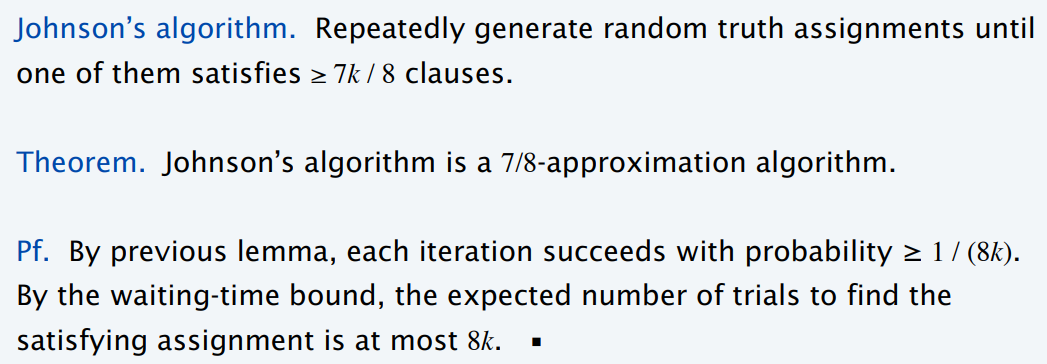 Johnson's algorithm. Repeatedly generate random truth assignments until
one of them satisfies ≥ 7k / 8 clauses.
Theorem. Johnson's algorithm is a 7/8-approximation algorithm.
Pf. By previous lemma, each iteration succeeds with probability ≥ 1 / (8k).
By the waiting-time bound, the expected number of trials to find the
satisfying assignment is at most 8k. ▪